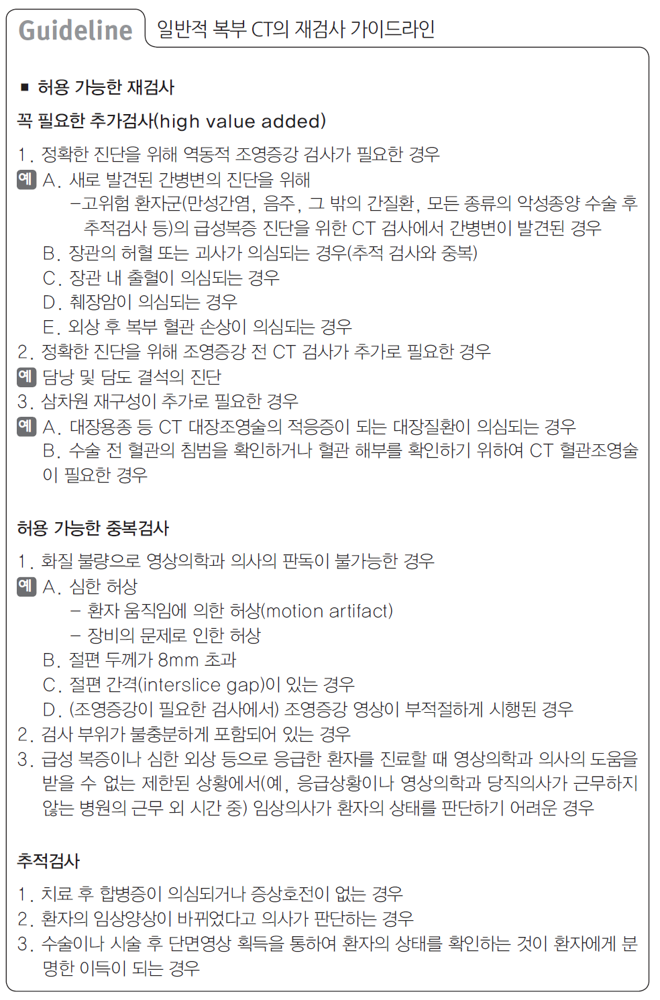 Guideline 일반적 복부 CT의 재검사 가이드라인
■ 허용 가능한 재검사
꼭 필요한 추가검사(high value added)
1. 정확한 진단을 위해 역동적 조영증강 검사가 필요한 경우
예 A. 새로 발견된 간병변의 진단을 위해
-고위험 환자군(만성간염, 음주, 그 밖의 간질환, 모든 종류의 악성종양 수술 후
추적검사 등)의 급성복증 진단을 위한 CT 검사에서 간병변이 발견된 경우
B. 장관의 허혈 또는 괴사가 의심되는 경우(추적 검사와 중복)
C. 장관 내 출혈이 의심되는 경우
D. 췌장암이 의심되는 경우
E. 외상 후 복부 혈관 손상이 의심되는 경우
2. 정확한 진단을 위해 조영증강 전 CT 검사가 추가로 필요한 경우
예 담낭 및 담도 결석의 진단
3. 삼차원 재구성이 추가로 필요한 경우
예 A. 대장용종 등 CT 대장조영술의 적응증이 되는 대장질환이 의심되는 경우
B. 수술 전 혈관의 침범을 확인하거나 혈관 해부를 확인하기 위하여 CT 혈관조영술
이 필요한 경우
허용 가능한 중복검사
1. 화질 불량으로 영상의학과 의사의 판독이 불가능한 경우
예 A. 심한 허상
- 환자 움직임에 의한 허상(motion artifact)
- 장비의 문제로 인한 허상
B. 절편 두께가 8mm 초과
C. 절편 간격(interslice gap)이 있는 경우
D. (조영증강이 필요한 검사에서) 조영증강 영상이 부적절하게 시행된 경우
2. 검사 부위가 불충분하게 포함되어 있는 경우
3. 급성 복증이나 심한 외상 등으로 응급한 환자를 진료할 때 영상의학과 의사의 도움을
받을 수 없는 제한된 상황에서(예, 응급상황이나 영상의학과 당직의사가 근무하지
않는 병원의 근무 외 시간 중) 임상의사가 환자의 상태를 판단하기 어려운 경우
추적검사
1. 치료 후 합병증이 의심되거나 증상호전이 없는 경우
2. 환자의 임상양상이 바뀌었다고 의사가 판단하는 경우
3. 수술이나 시술 후 단면영상 획득을 통하여 환자의 상태를 확인하는 것이 환자에게 분
명한 이득이 되는 경우